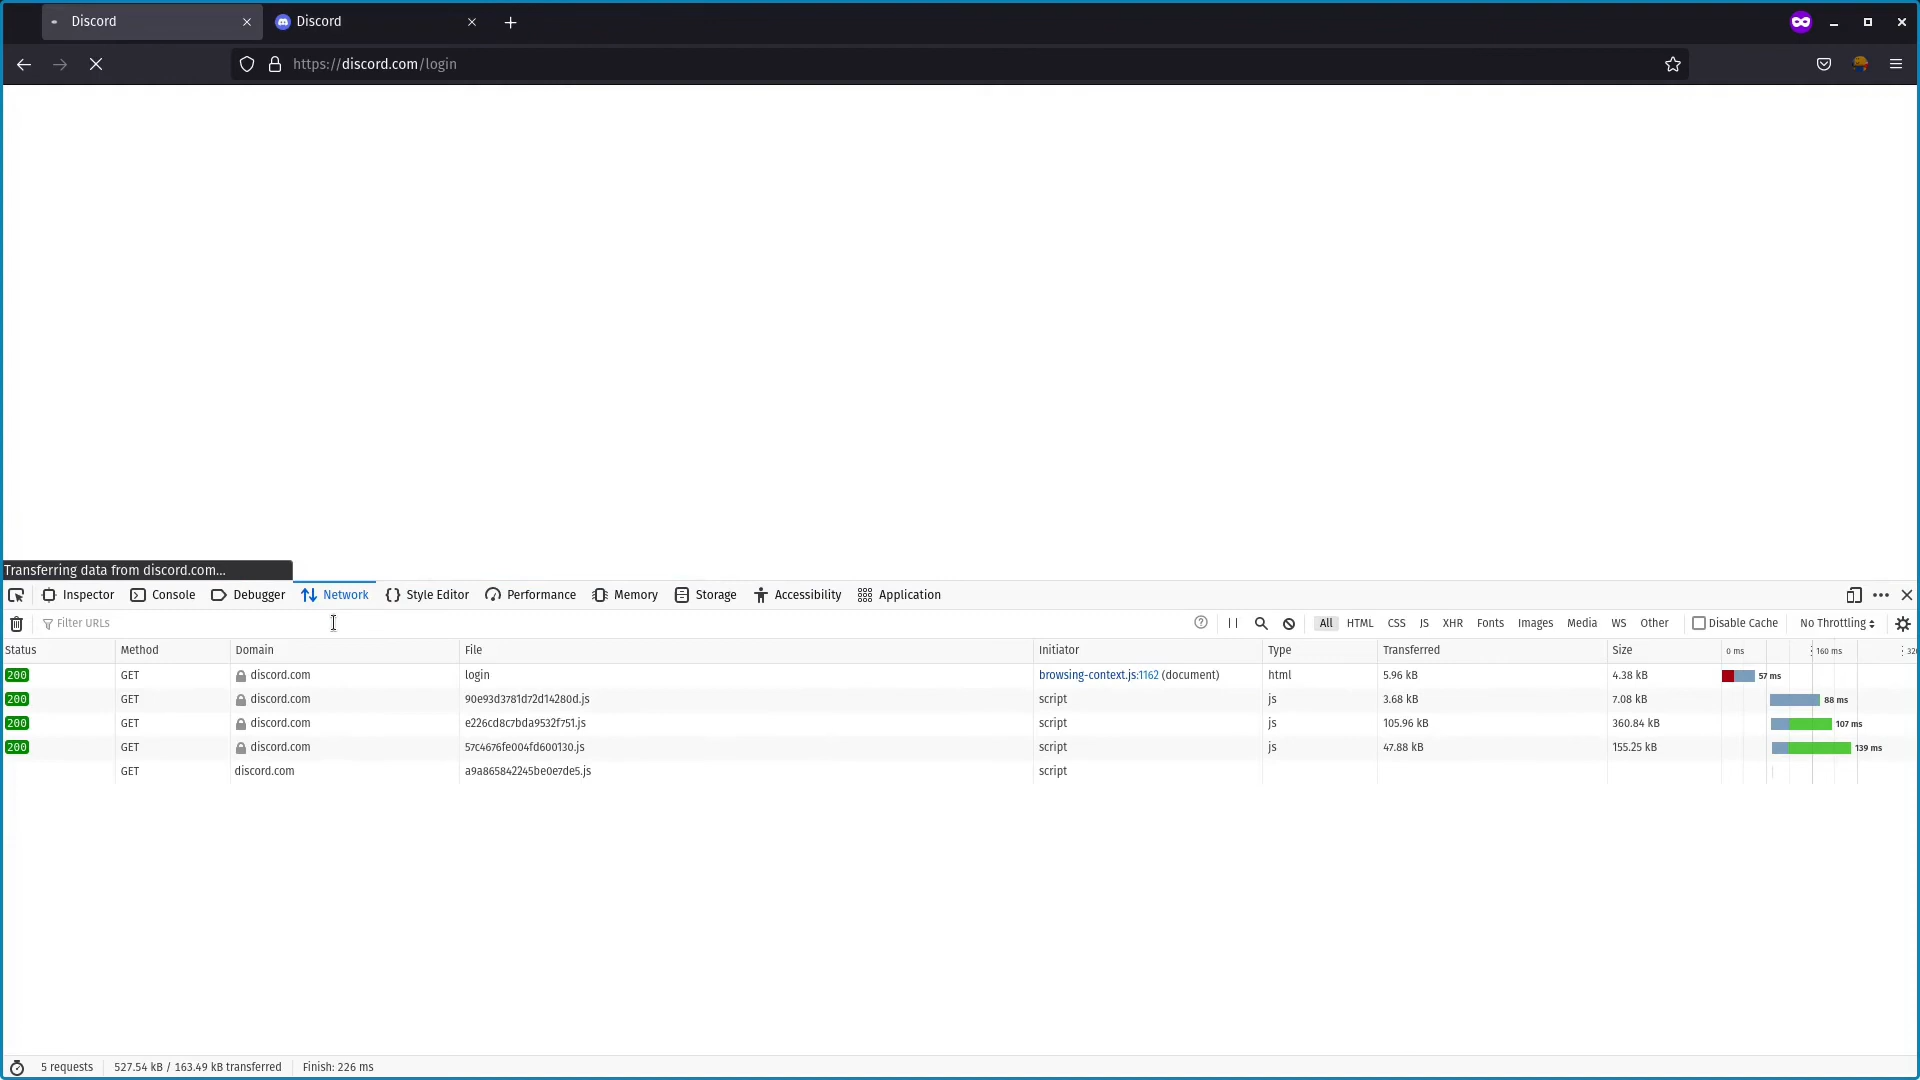 Discord
Discord
https://discord.com/login
Transferring data from discord.com...
Inspector Console Debugger Network Style Editor Performance Memory Storage Accessibility Application
Filter URLs All HTML CSS JS XHR Fonts Images Media WS Other Disable Cache No Throttling
Status Method Domain File Initiator Type Transferred Size 0 ms 160 ms 320
200 GET discord.com login browsing-context.js:1162 (document) html 5.96 kB 4.38 kB 57 ms
200 GET discord.com 90e93d3781d72d14280d.js script js 3.68 kB 7.08 kB 88 ms
200 GET discord.com e226cd8c7bda9532f751.js script js 105.96 kB 360.84 kB 107 ms
200 GET discord.com 57c4676fe004fd600130.js script js 47.88 kB 155.25 kB 139 ms
GET discord.com a9a865842245be0e7de5.js script
5 requests 527.54 kB / 163.49 kB transferred Finish: 226 ms